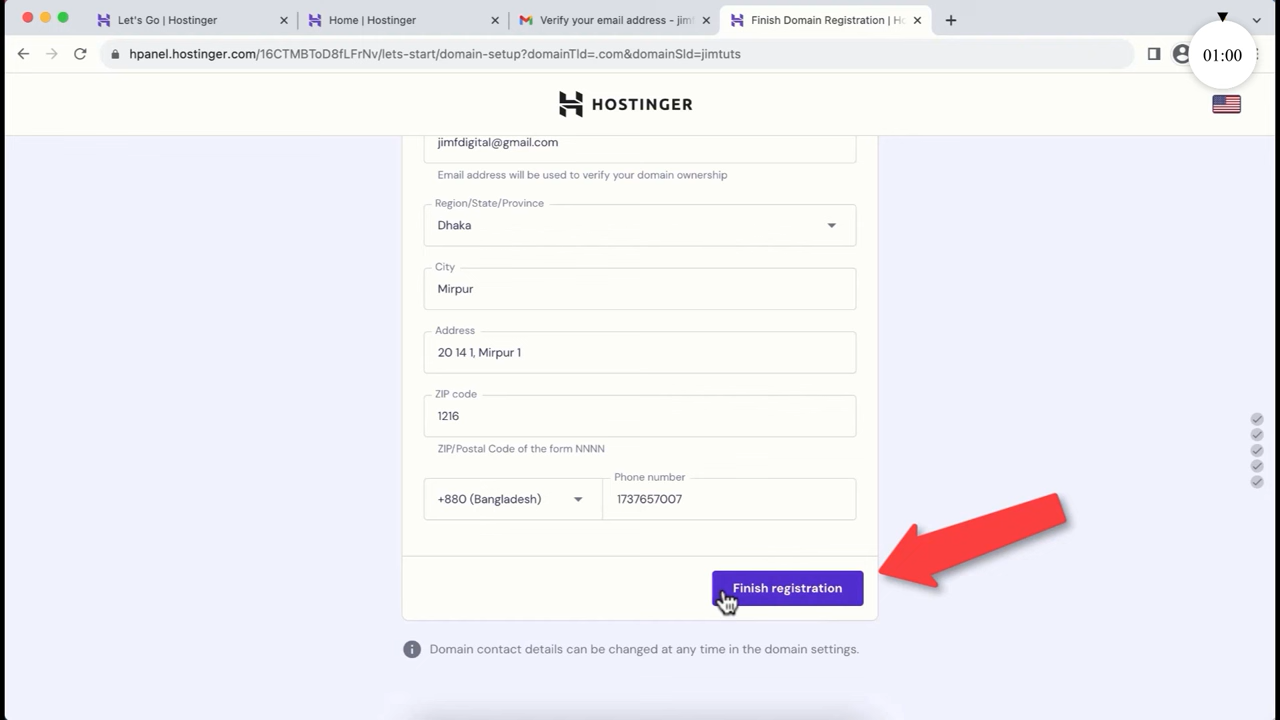 Let's Go | Hostinger
Home | Hostinger
Verify your email address - jimf
Finish Domain Registration | Ho
hpanel.hostinger.com/16CTMBToD8fLFrNv/lets-start/domain-setup?domainTld=.com&domainSld=jimtuts
01:00
HOSTINGER
jimfdigital@gmail.com
Email address will be used to verify your domain ownership
Region/State/Province
Dhaka
City
Mirpur
Address
20 14 1, Mirpur 1
ZIP code
1216
ZIP/Postal Code of the form NNNN
Phone number
+880 (Bangladesh)
1737657007
Finish registration
Domain contact details can be changed at any time in the domain settings.